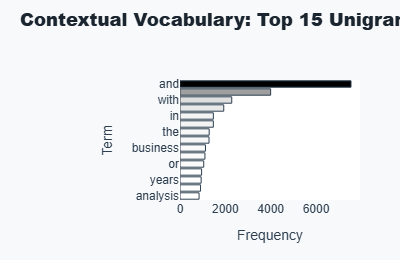 Contextual Vocabulary: Top 15 Unigra
and
with
in
the
business
or
years
analysis
Term
0 2000 4000 6000
Frequency